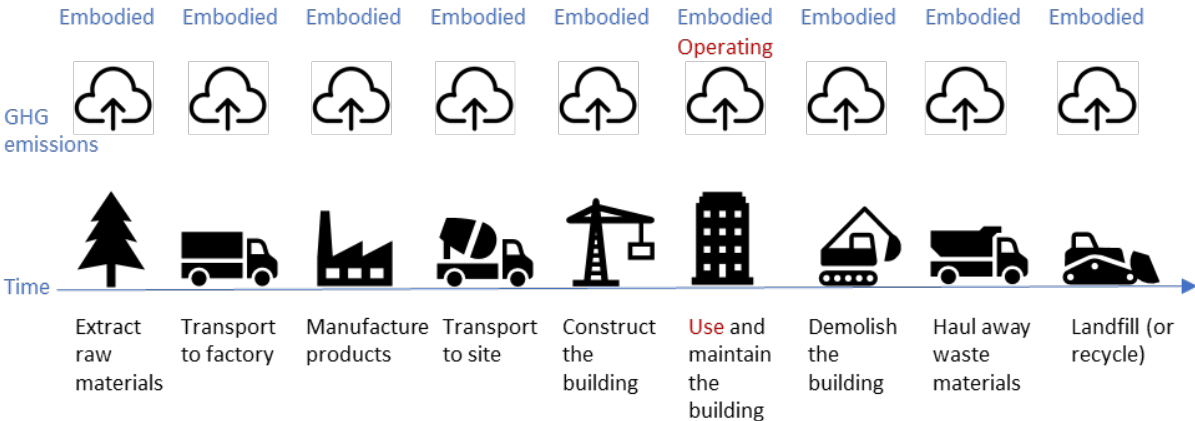 Embodied Embodied Embodied Embodied Embodied Embodied Embodied Embodied Embodied
Operating
GHG
emissions
Time
Extract
raw
materials
Transport
to factory
Manufacture
products
Transport
to site
Construct
the
building
Use and
maintain
the
building
Demolish
the
building
Haul away
waste
materials
Landfill (or
recycle)